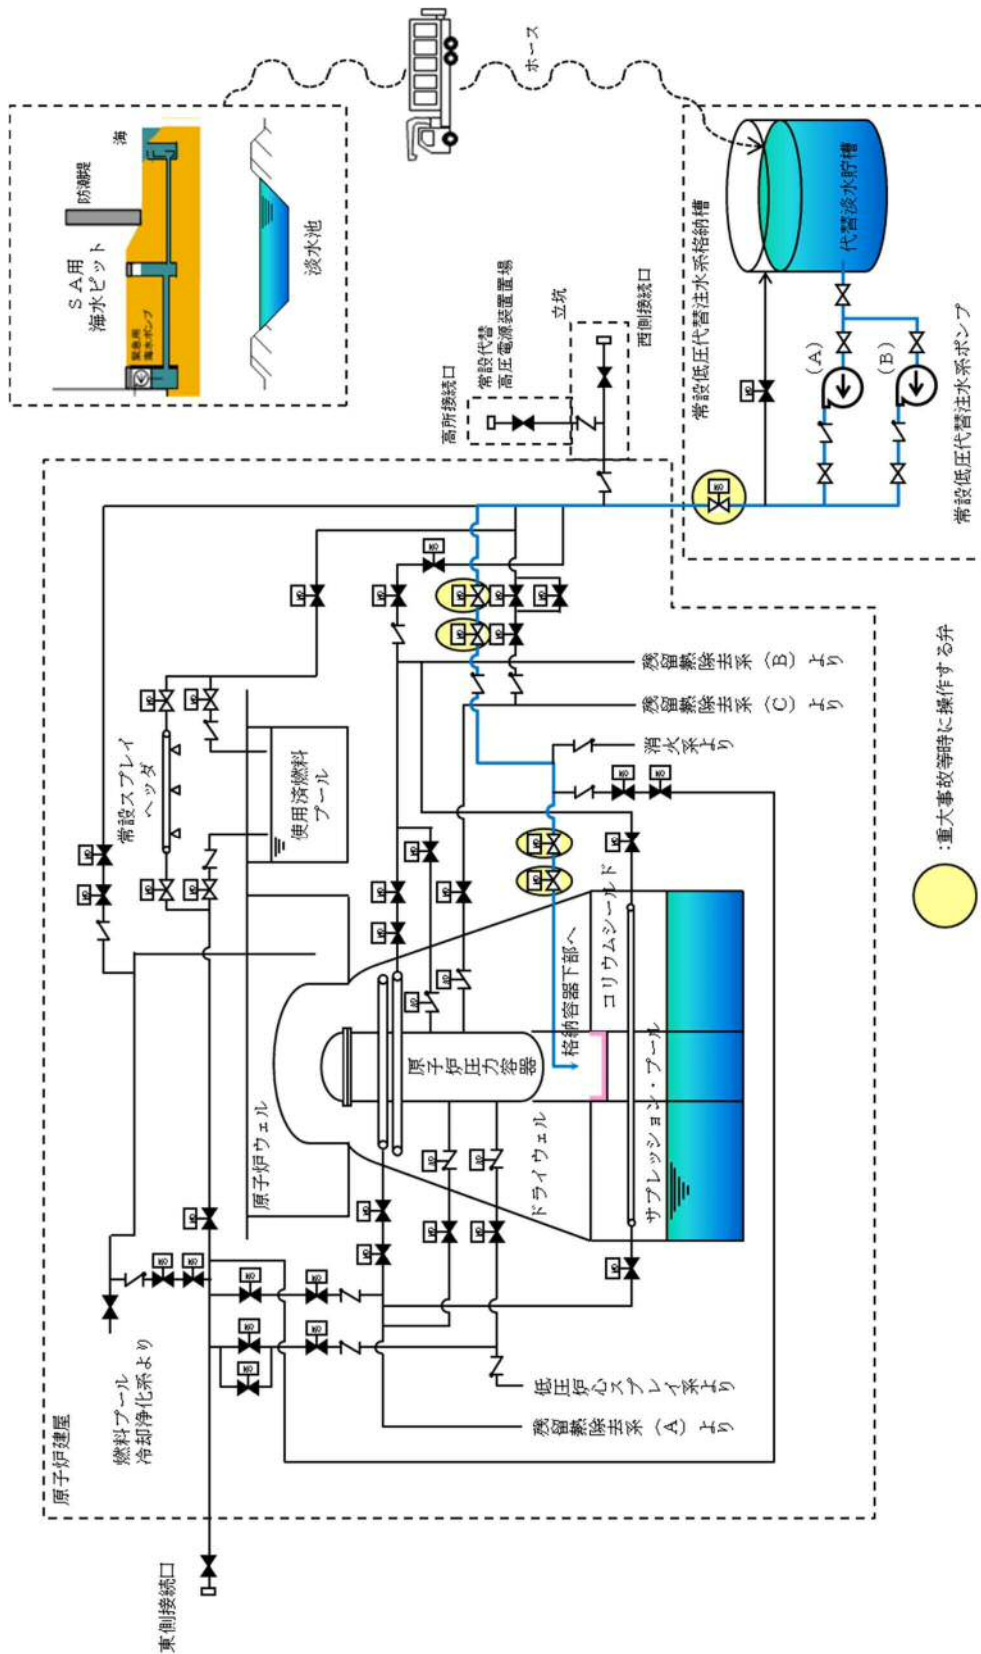 原子炉建屋
東側接続口
燃料プール
冷却浄化系より
原子炉ウェル
常設スプレイ
ヘッダ
使用済燃料
プール
原子炉圧力容器
ドライウェル
格納容器下部へ
コリウムシールド
サプレッション・プール
残留熱除去系（A）より
低圧炉心スプレイ系より
消火系より
残留熱除去系（C）より
残留熱除去系（B）より
高所接続口
常設代替
高圧電源装置置場
立坑
西側接続口
ＳＡ用
海水ピット
緊急用
海水ポンプ
防潮堤
海
淡水池
ホース
常設低圧代替注水系格納槽
代替淡水貯槽
（A）
（B）
常設低圧代替注水系ポンプ
:重大事故等時に操作する弁